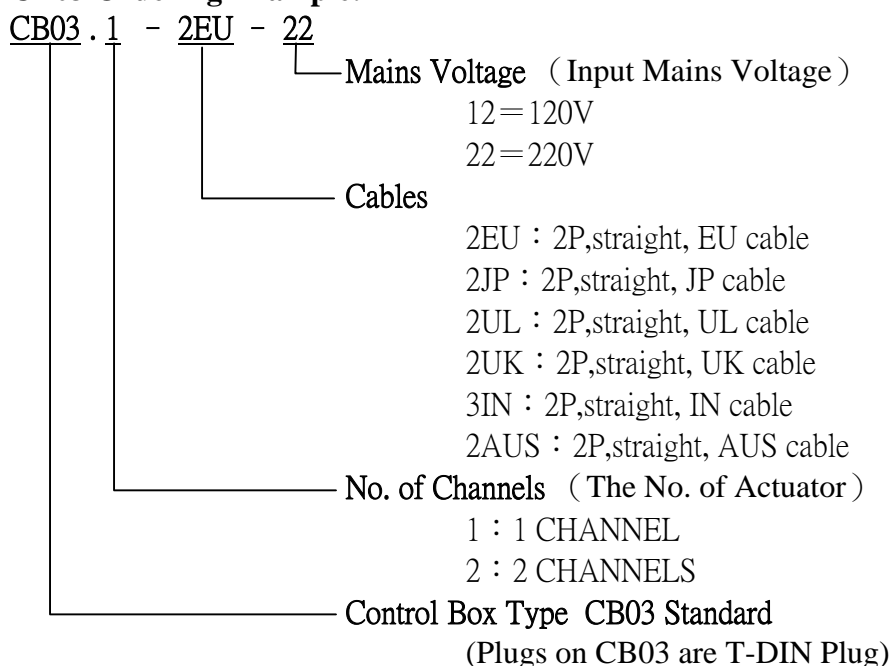 CB03 . 1 - 2EU - 22
Mains Voltage （Input Mains Voltage）
12＝120V
22＝220V
Cables
2EU：2P,straight, EU cable
2JP：2P,straight, JP cable
2UL：2P,straight, UL cable
2UK：2P,straight, UK cable
3IN：2P,straight, IN cable
2AUS：2P,straight, AUS cable
No. of Channels （The No. of Actuator）
1：1 CHANNEL
2：2 CHANNELS
Control Box Type CB03 Standard
(Plugs on CB03 are T-DIN Plug)